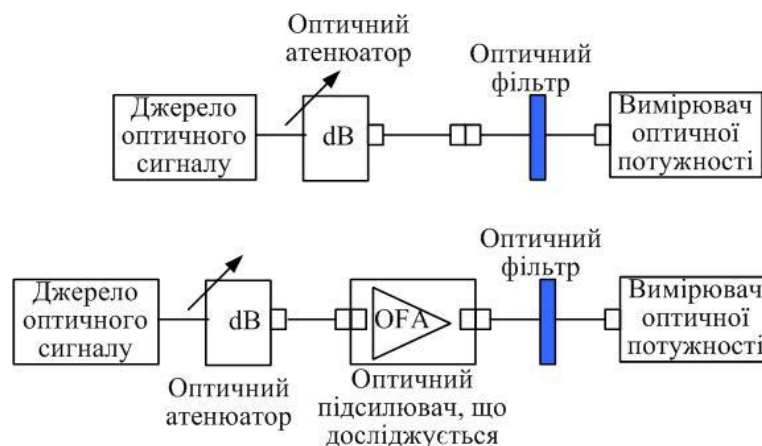 Оптичний
атенюатор
Оптичний
фільтр
Джерело
оптичного
сигналу
dB
Вимірювач
оптичної
потужності
Оптичний
фільтр
Джерело
оптичного
сигналу
dB
OFA
Вимірювач
оптичної
потужності
Оптичний
атенюатор
Оптичний
підсилювач, що
досліджується